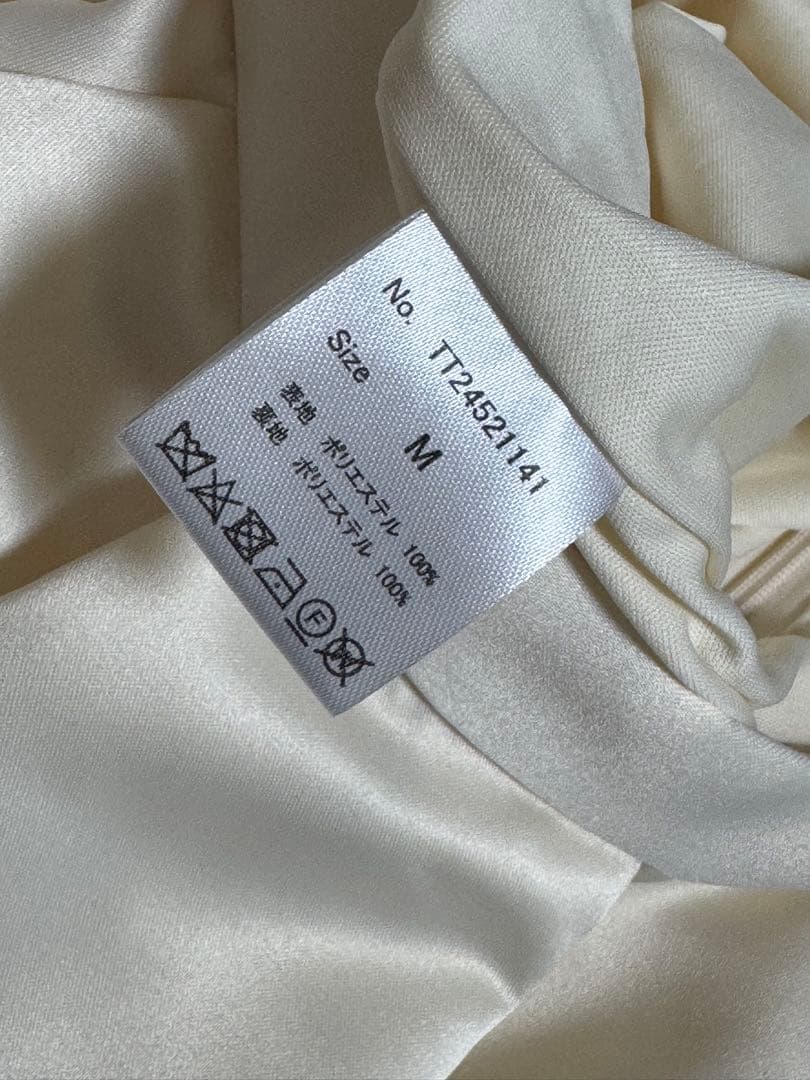 No. TT24521141
Size M
表地 ポリエステル 100%
裏地 ポリエステル 100%
F W